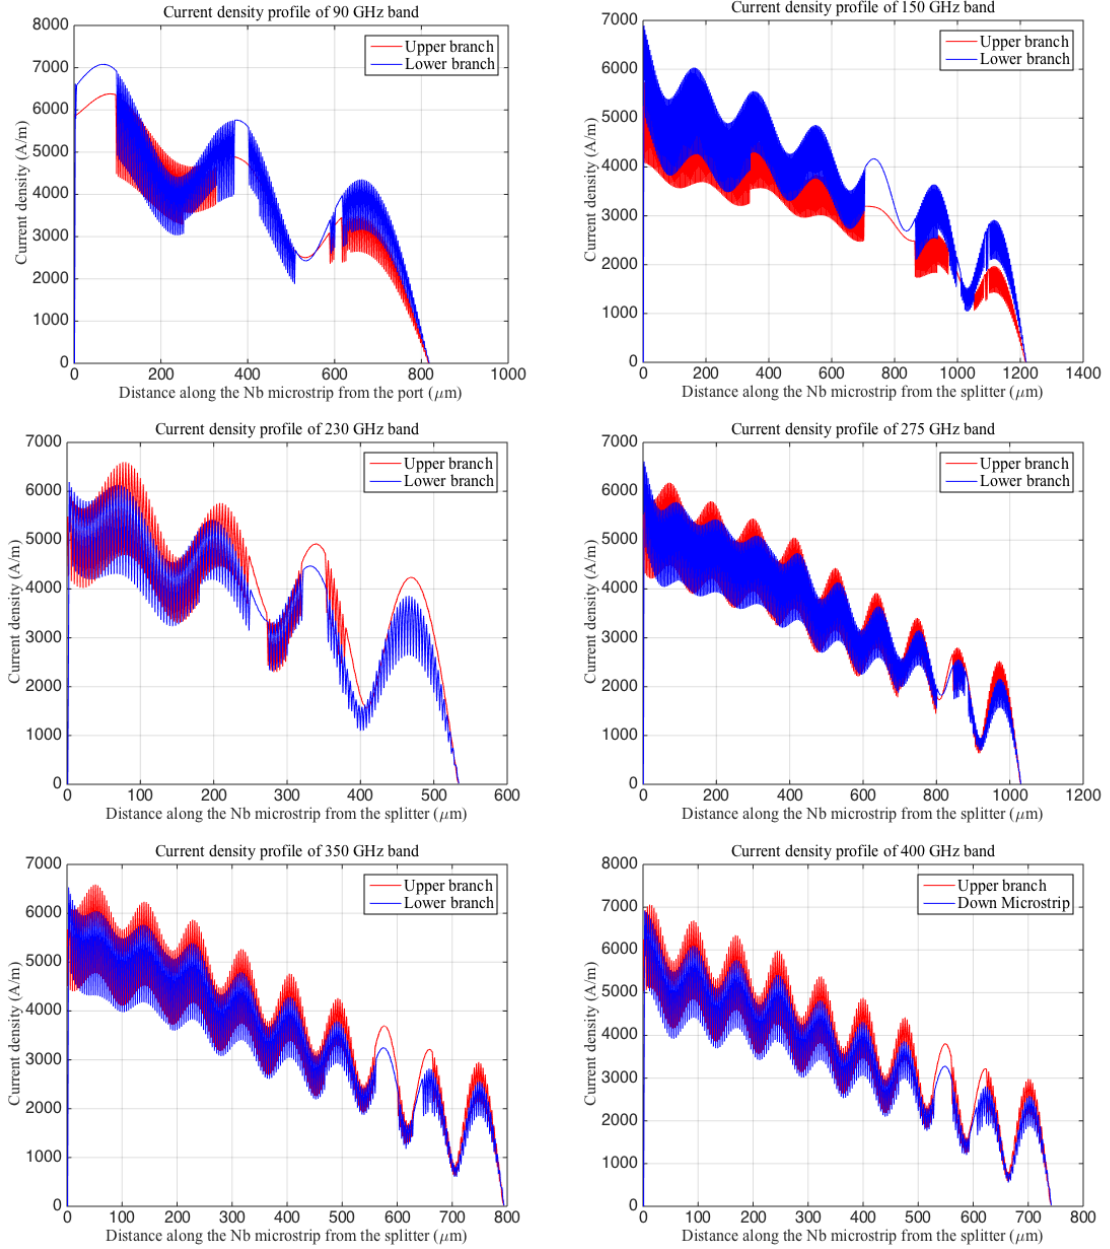 Current density profile of 90 GHz band
Current density (A/m)
8000
7000
6000
5000
4000
3000
2000
1000
0
Upper branch
Lower branch
0 200 400 600 800 1000
Distance along the Nb microstrip from the port (μm)
Current density profile of 150 GHz band
Current density (A/m)
7000
6000
5000
4000
3000
2000
1000
0
Upper branch
Lower branch
0 200 400 600 800 1000 1200 1400
Distance along the Nb microstrip from the splitter (μm)
Current density profile of 230 GHz band
Current density (A/m)
7000
6000
5000
4000
3000
2000
1000
0
Upper branch
Lower branch
0 100 200 300 400 500 600
Distance along the Nb microstrip from the splitter (μm)
Current density profile of 275 GHz band
Current density (A/m)
7000
6000
5000
4000
3000
2000
1000
0
Upper branch
Lower branch
0 200 400 600 800 1000 1200
Distance along the Nb microstrip from the splitter (μm)
Current density profile of 350 GHz band
Current density (A/m)
7000
6000
5000
4000
3000
2000
1000
0
Upper branch
Lower branch
0 100 200 300 400 500 600 700 800
Distance along the Nb microstrip from the splitter (μm)
Current density profile of 400 GHz band
Current density (A/m)
8000
7000
6000
5000
4000
3000
2000
1000
0
Upper branch
Down Microstrip
0 100 200 300 400 500 600 700 800
Distance along the Nb microstrip from the splitter (μm)